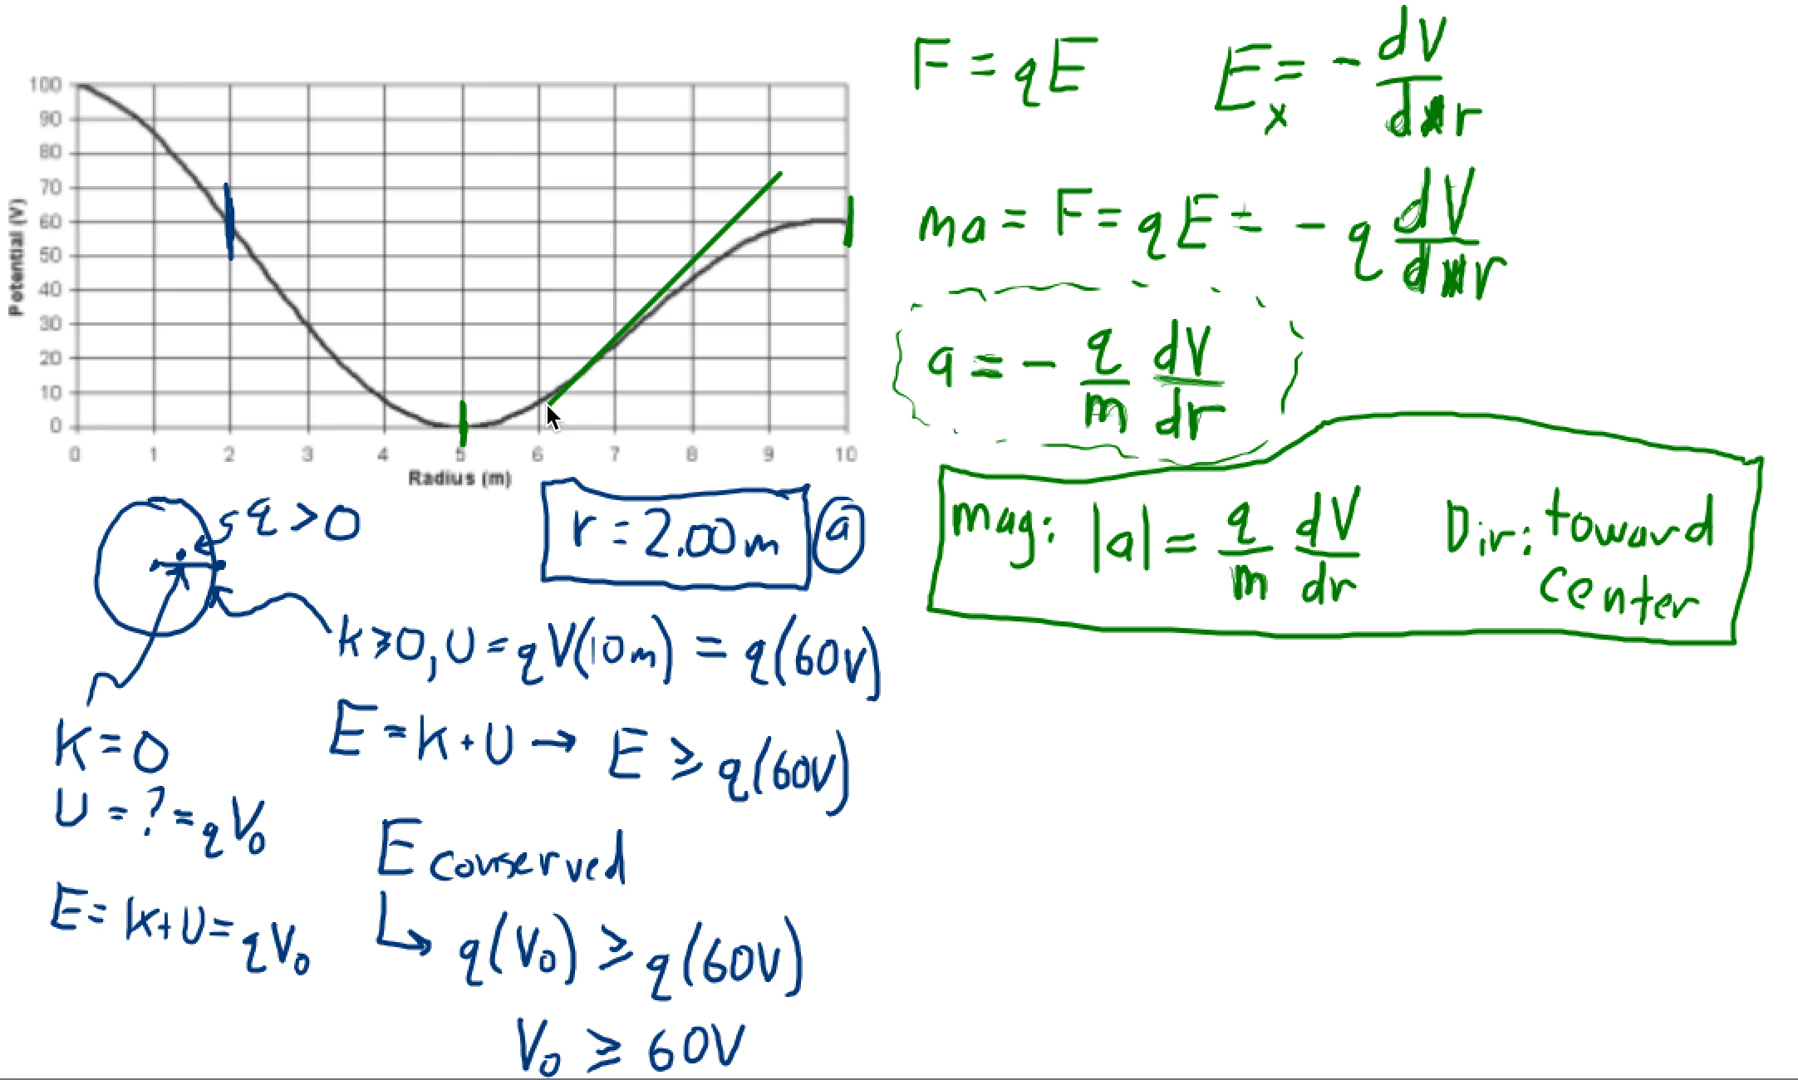 100
90
80
70
60
50
40
30
20
10
0
Potential (V)
0 1 2 3 4 5 6 7 8 9 10
Radius (m)
q > 0
r = 2.00 m (a)
K ≥ 0, U = qV(10m) = q(60V)
K = 0
U = ? = qV₀
E = K + U = qV₀
E = K + U → E ≥ q(60V)
E conserved
↳ q(V₀) ≥ q(60V)
V₀ ≥ 60V
F = qE Eₓ = - dV/dr
ma = F = qE = - q dV/dr
a = - q/m dV/dr
mag: |a| = q/m dV/dr Dir: toward
center